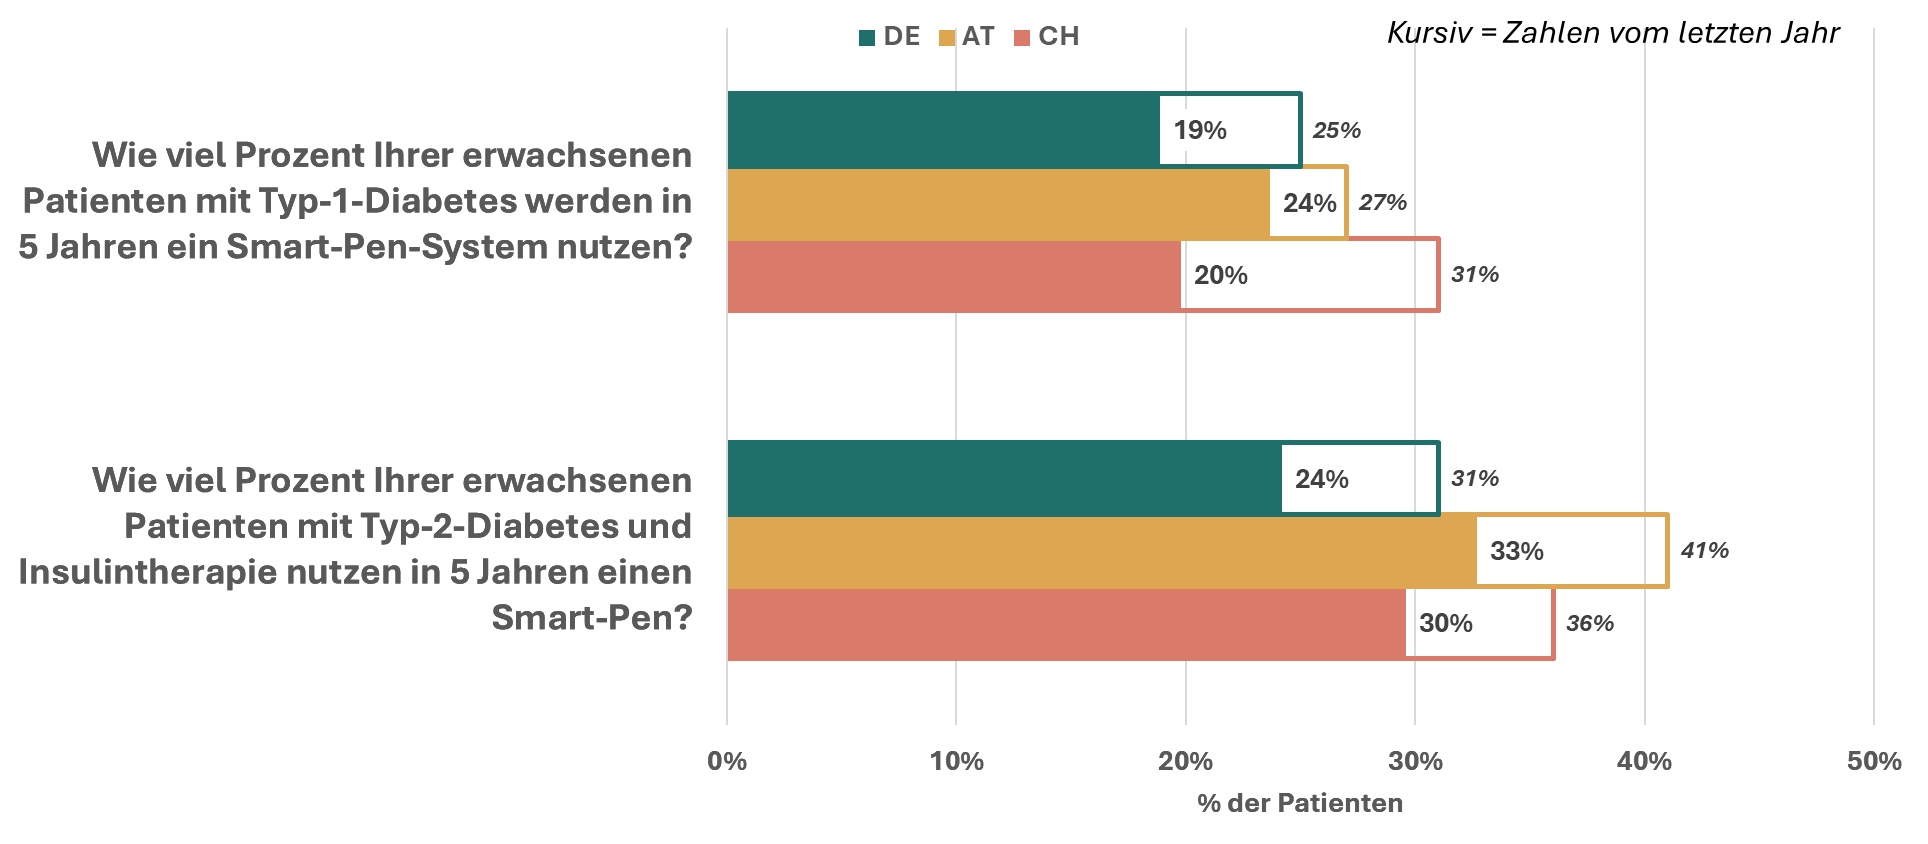 DE AT CH
Kursiv = Zahlen vom letzten Jahr
Wie viel Prozent Ihrer erwachsenen
Patienten mit Typ-1-Diabetes werden in
5 Jahren ein Smart-Pen-System nutzen?
19% 25%
24% 27%
20% 31%
Wie viel Prozent Ihrer erwachsenen
Patienten mit Typ-2-Diabetes und
Insulintherapie nutzen in 5 Jahren einen
Smart-Pen?
24% 31%
33% 41%
30% 36%
0% 10% 20% 30% 40% 50%
% der Patienten